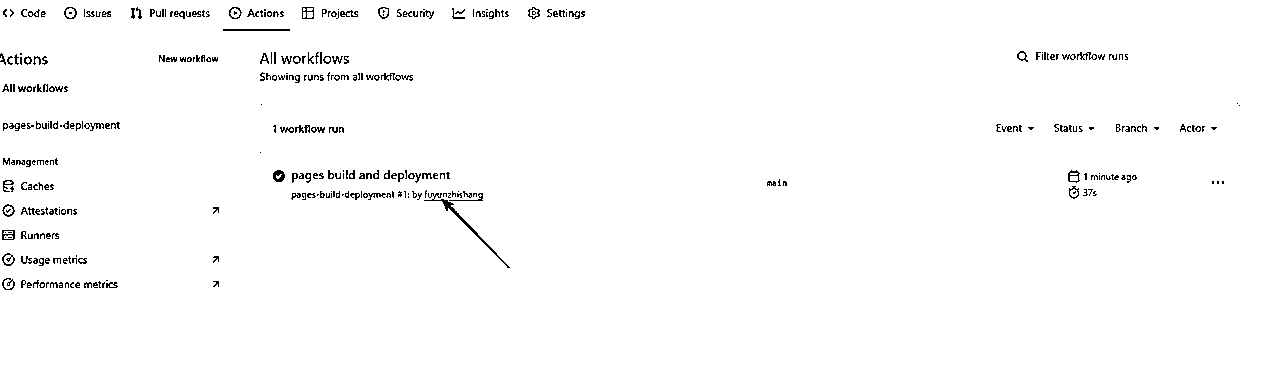 Code Issues Pull requests Actions Projects Security Insights Settings
Actions New workflow
All workflows
pages-build-deployment
Management
Caches
Attestations
Runners
Usage metrics
Performance metrics
All workflows
Showing runs from all workflows
Filter workflow runs
1 workflow run
Event Status Branch Actor
pages build and deployment
pages-build-deployment #1: by fuyunzhishang
main
1 minute ago
37s